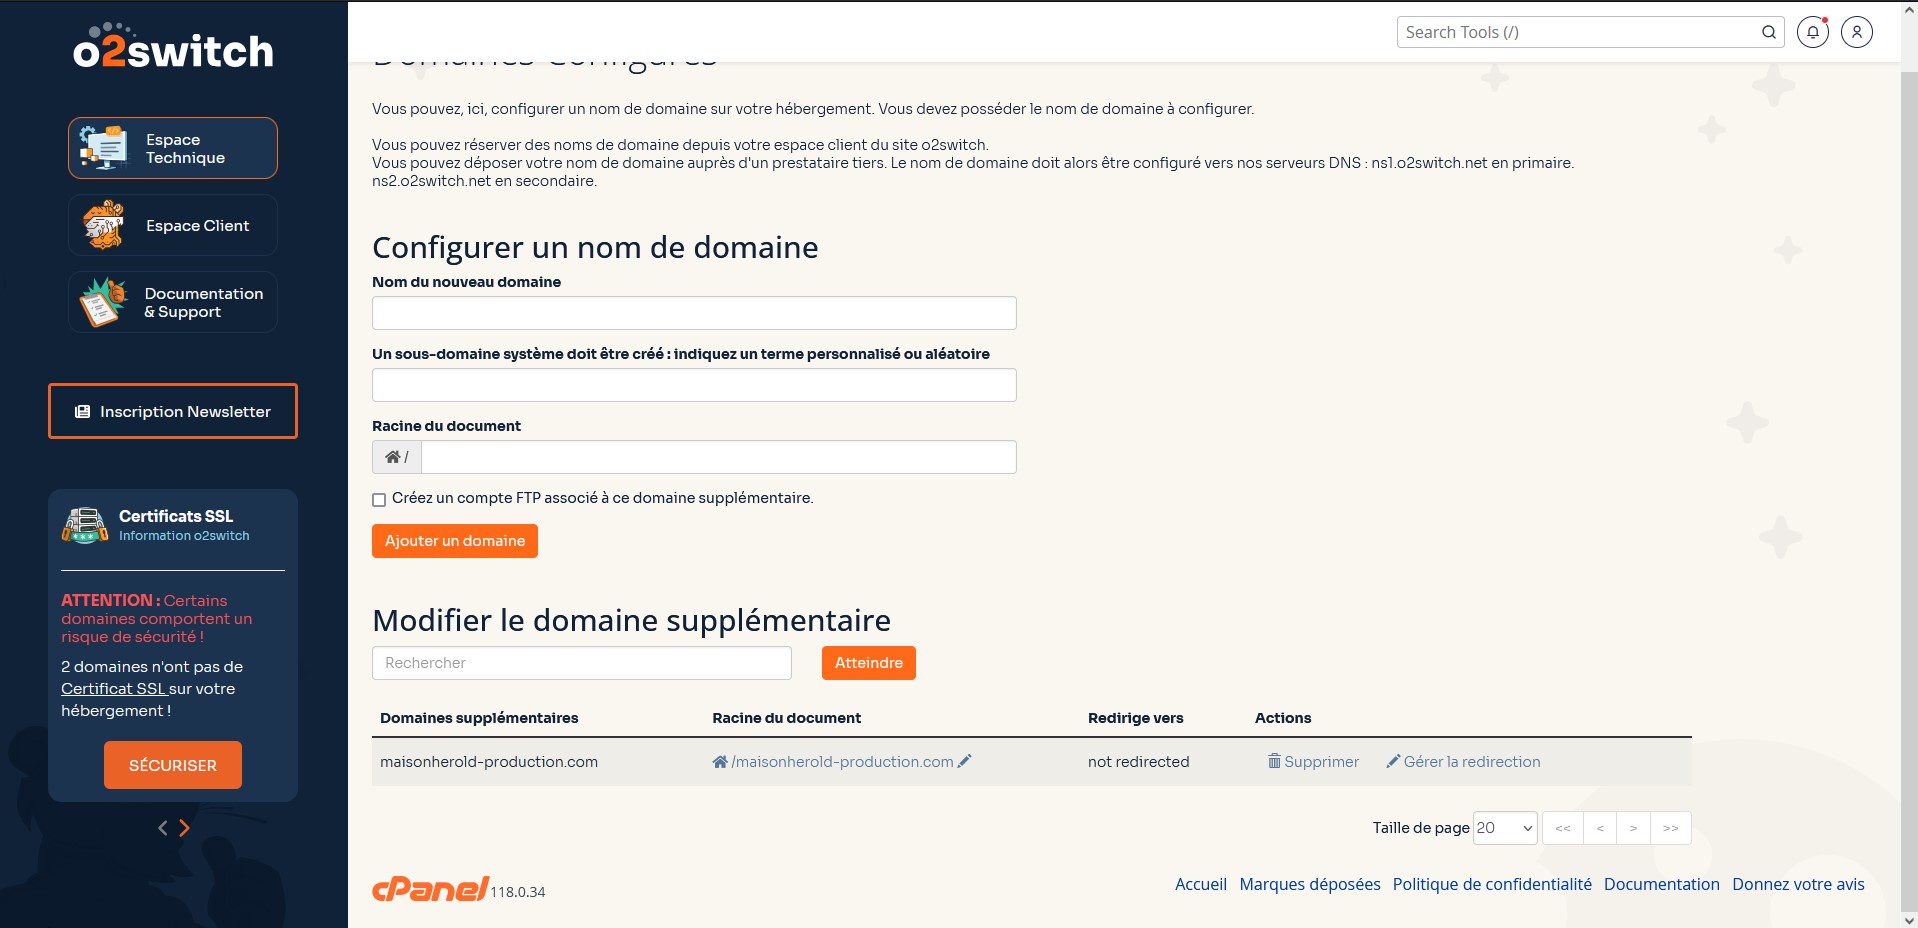 o2switch
Search Tools (/)
Domaines Configurés
Espace
Technique
Espace Client
Documentation
& Support
Inscription Newsletter
Certificats SSL
Information o2switch
ATTENTION : Certains
domaines comportent un
risque de sécurité !
2 domaines n'ont pas de
Certificat SSL sur votre
hébergement !
SÉCURISER
Vous pouvez, ici, configurer un nom de domaine sur votre hébergement. Vous devez posséder le nom de domaine à configurer.
Vous pouvez réserver des noms de domaine depuis votre espace client du site o2switch.
Vous pouvez déposer votre nom de domaine auprès d'un prestataire tiers. Le nom de domaine doit alors être configuré vers nos serveurs DNS : ns1.o2switch.net en primaire.
ns2.o2switch.net en secondaire.
Configurer un nom de domaine
Nom du nouveau domaine
Un sous-domaine système doit être créé : indiquez un terme personnalisé ou aléatoire
Racine du document
/
Créez un compte FTP associé à ce domaine supplémentaire.
Ajouter un domaine
Modifier le domaine supplémentaire
Rechercher
Atteindre
Domaines supplémentaires Racine du document Redirige vers Actions
maisonherold-production.com /maisonherold-production.com not redirected Supprimer Gérer la redirection
Taille de page 20 << < > >>
cPanel 118.0.34
Accueil Marques déposées Politique de confidentialité Documentation Donnez votre avis